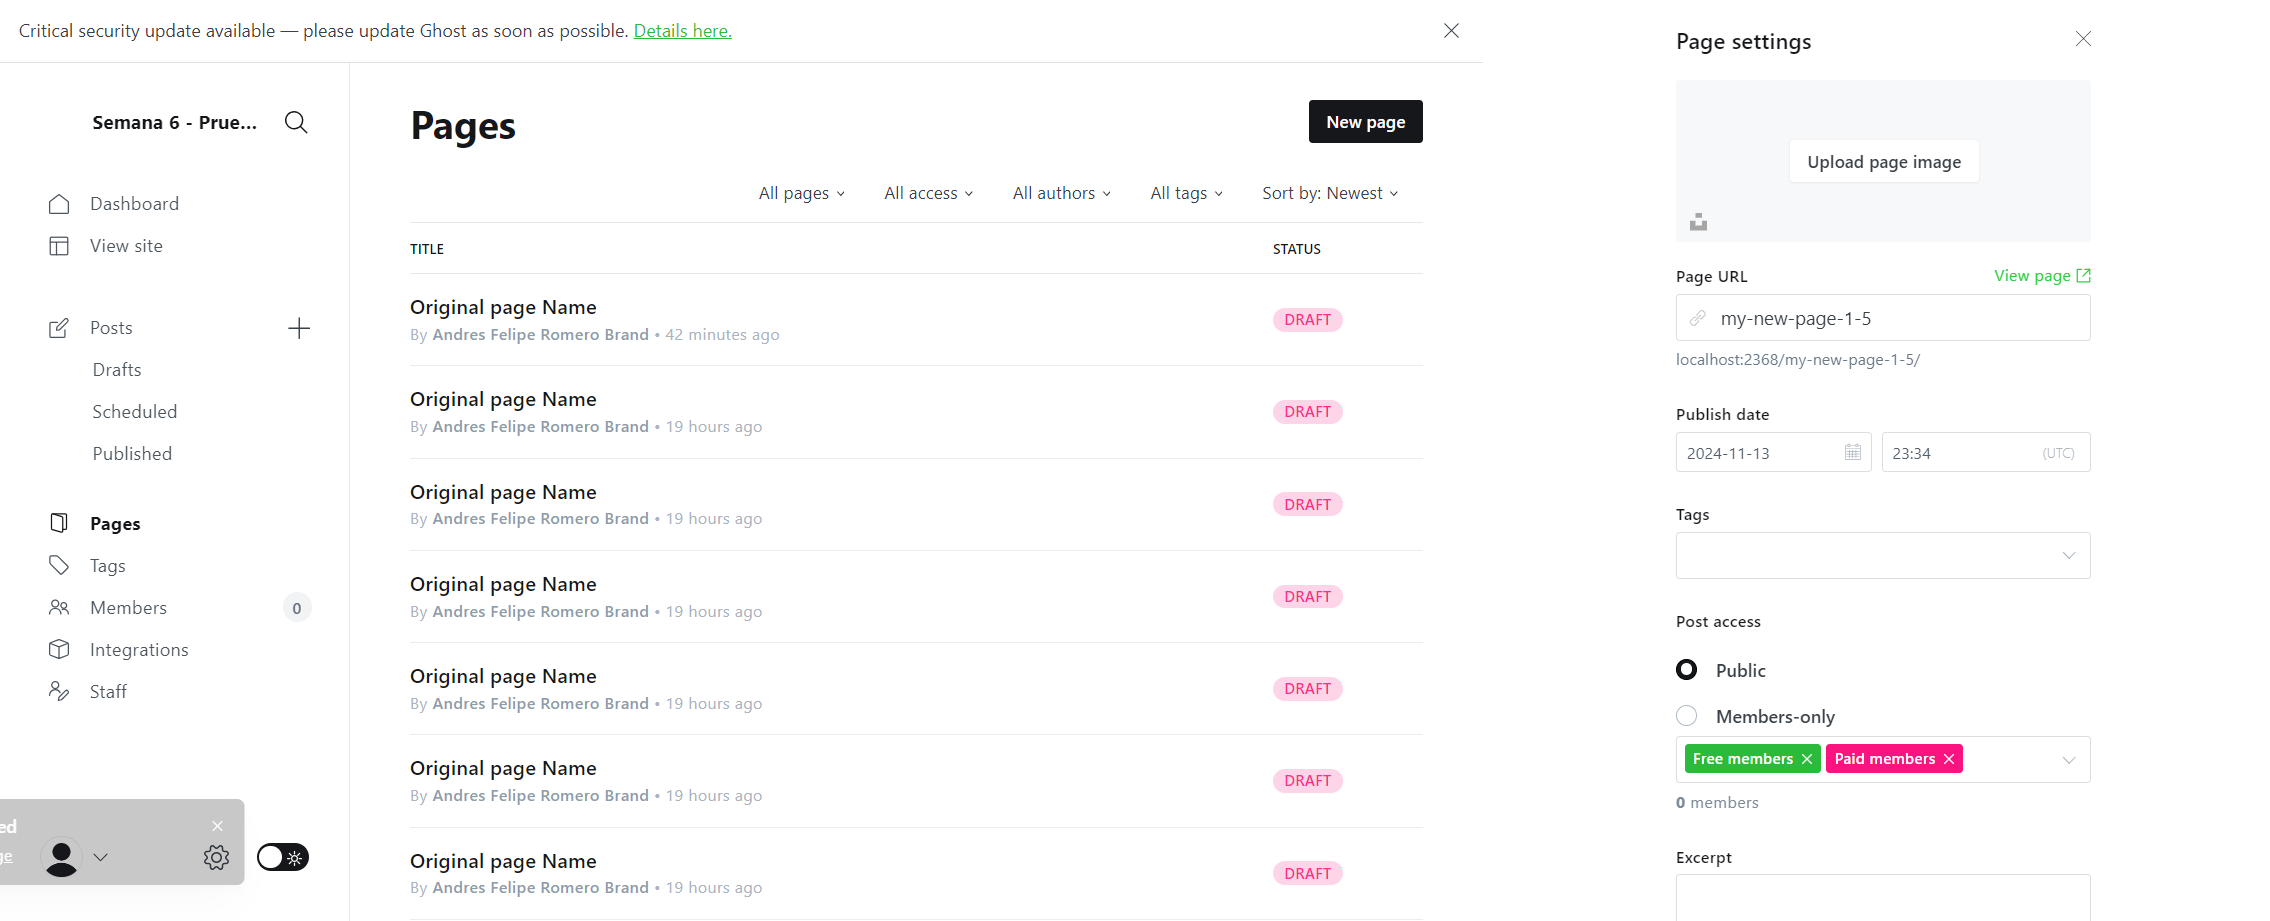 Critical security update available — please update Ghost as soon as possible. Details here.
Semana 6 - Prue...
Dashboard
View site
Posts
Drafts
Scheduled
Published
Pages
Tags
Members 0
Integrations
Staff
ed
ge
Pages
New page
All pages All access All authors All tags Sort by: Newest
TITLE STATUS
Original page Name
By Andres Felipe Romero Brand • 42 minutes ago
DRAFT
Original page Name
By Andres Felipe Romero Brand • 19 hours ago
DRAFT
Original page Name
By Andres Felipe Romero Brand • 19 hours ago
DRAFT
Original page Name
By Andres Felipe Romero Brand • 19 hours ago
DRAFT
Original page Name
By Andres Felipe Romero Brand • 19 hours ago
DRAFT
Original page Name
By Andres Felipe Romero Brand • 19 hours ago
DRAFT
Original page Name
By Andres Felipe Romero Brand • 19 hours ago
DRAFT
Page settings
Upload page image
Page URL View page
my-new-page-1-5
localhost:2368/my-new-page-1-5/
Publish date
2024-11-13 23:34 (UTC)
Tags
Post access
Public
Members-only
Free members Paid members
0 members
Excerpt